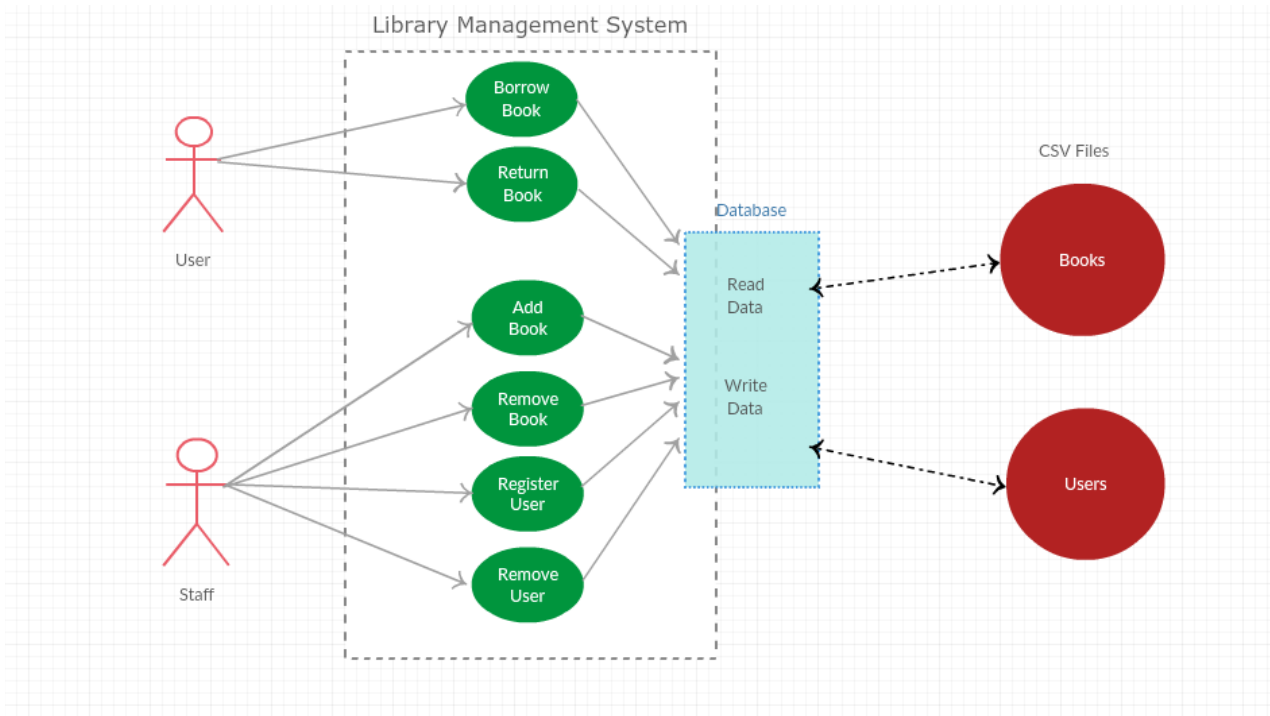 Library Management System
Borrow
Book
Return
Book
User
Add
Book
Remove
Book
Register
User
Remove
User
Staff
Database
Read
Data
Write
Data
CSV Files
Books
Users